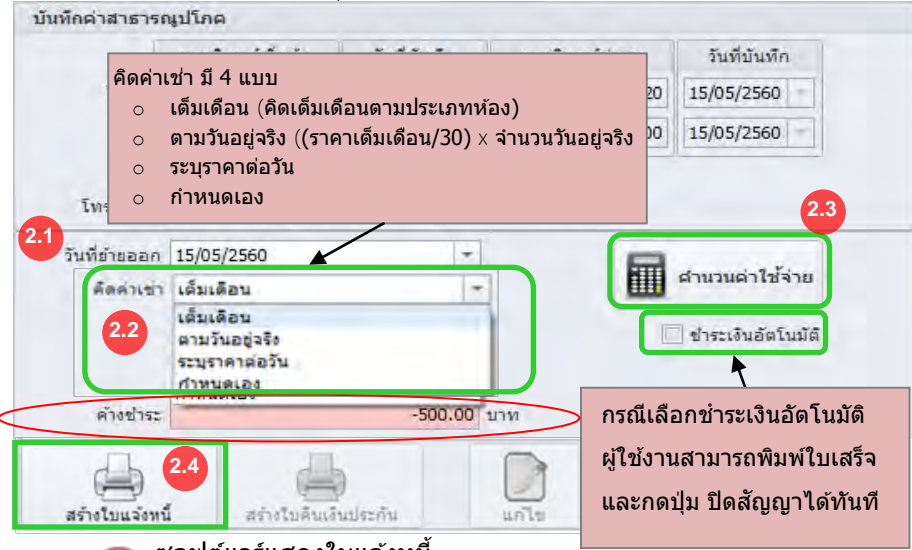 บันทึกค่าสาธารณูปโภค
วันที่บันทึก
คิดค่าเช่า มี 4 แบบ
o เต็มเดือน (คิดเต็มเดือนตามประเภทห้อง)
20 15/05/2560
o ตามวันอยู่จริง ((ราคาเต็มเดือน/30) x จำนวนวันอยู่จริง
00 15/05/2560
o ระบุราคาต่อวัน
o กำหนดเอง
2.3
2.1
วันที่ย้ายออก 15/05/2560
คำนวนค่าใช้จ่าย
คิดค่าเช่า เต็มเดือน
2.2
เต็มเดือน
ตามวันอยู่จริง
ระบุราคาต่อวัน
กำหนดเอง
ชำระเงินอัตโนมัติ
ค้างชำระ -500.00 บาท
กรณีเลือกชำระเงินอัตโนมัติ
ผู้ใช้งานสามารถพิมพ์ใบเสร็จ
และกดปุ่ม ปิดสัญญาได้ทันที
2.4
สร้างใบแจ้งหนี้
สร้างใบคืนเงินประกัน
แก้ไข